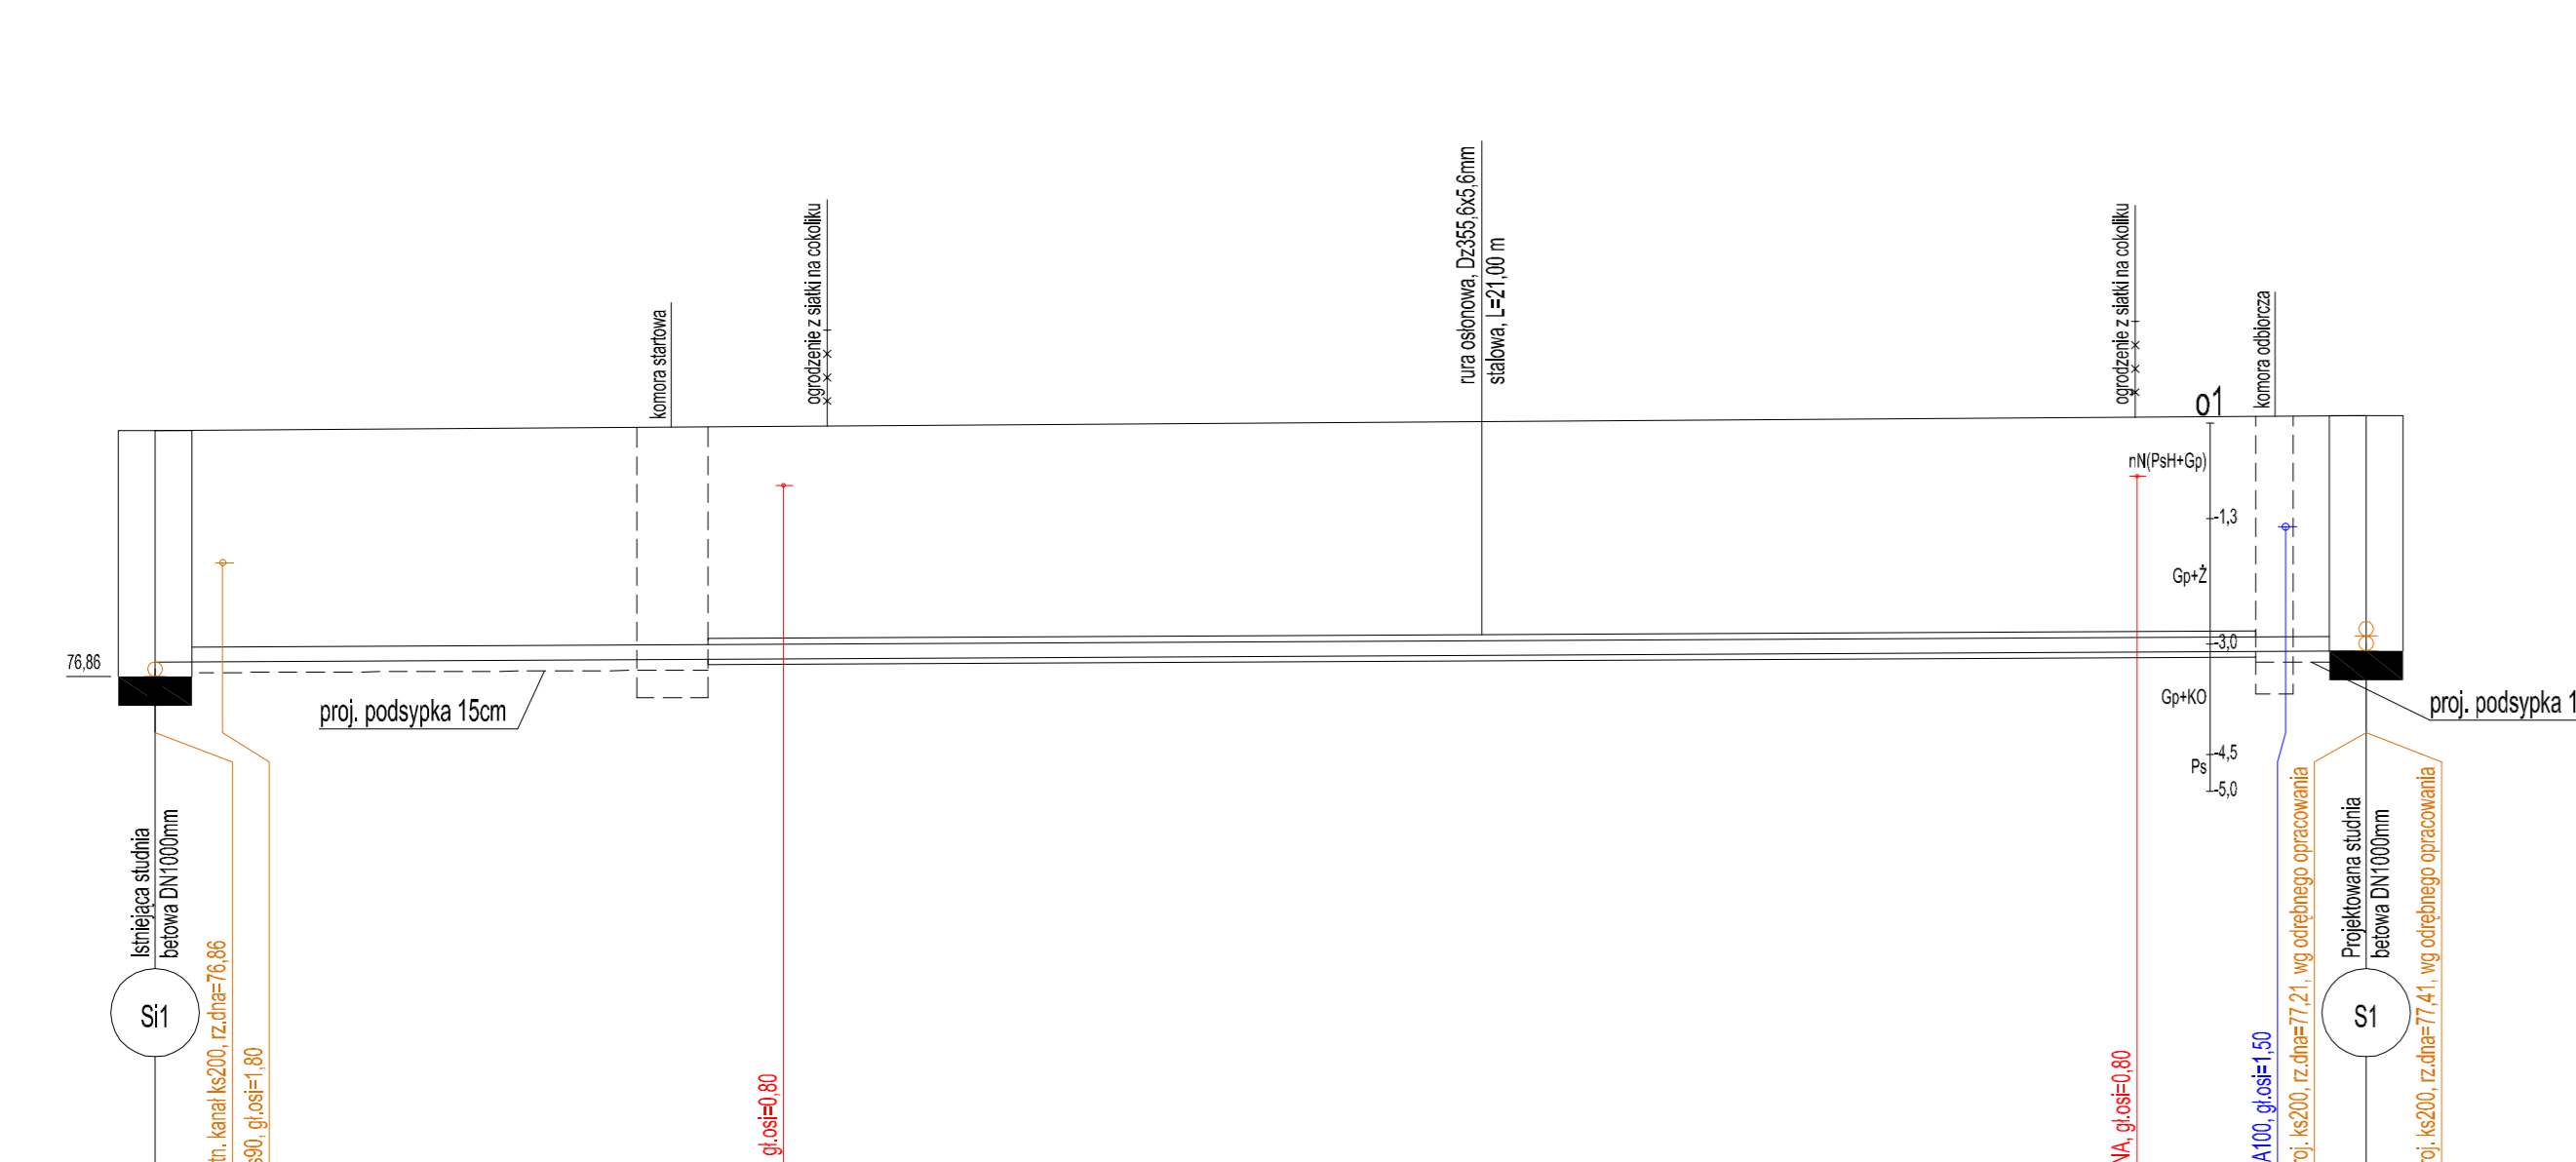 rura osłonowa, Dz355,6x5,6mm
stalowa, L=21,00 m
ogrodzenie z siatki na cokoliku
ogrodzenie z siatki na cokoliku
komora startowa
komora odbiorcza
o1
nN(PsH+Gp)
-1,3
Gp+Ż
-3,0
76,86
Gp+KO
proj. podsypka 15cm
proj. podsypka 1
-4,5
Ps
-5,0
Istniejąca studnia
betowa DN1000mm
Projektowana studnia
betowa DN1000mm
Si1
S1
tn. kanał ks200, rz.dna=76,86
s90, gł.osi=1,80
gł.osi=0,80
NA, gł.osi=0,80
A100, gł.osi=1,50
oj. ks200, rz.dna=77,21, wg odrębnego opracowania
oj. ks200, rz.dna=77,41, wg odrębnego opracowania